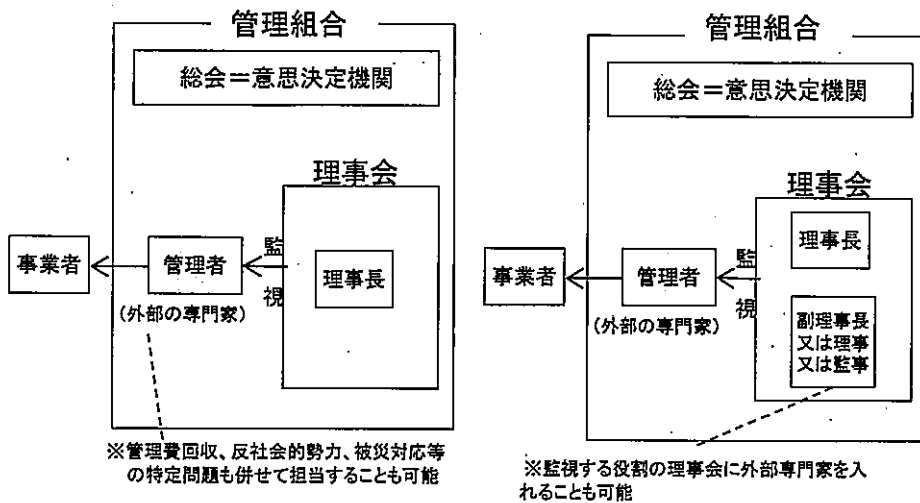 管理組合
総会＝意思決定機関
理事会
理事長
監
視
管理者
事業者
(外部の専門家)
※管理費回収、反社会的勢力、被災対応等
の特定問題も併せて担当することも可能
管理組合
総会＝意思決定機関
理事会
理事長
監
視
管理者
事業者
(外部の専門家)
副理事長
又は理事
又は監事
※監視する役割の理事会に外部専門家を入
れることも可能